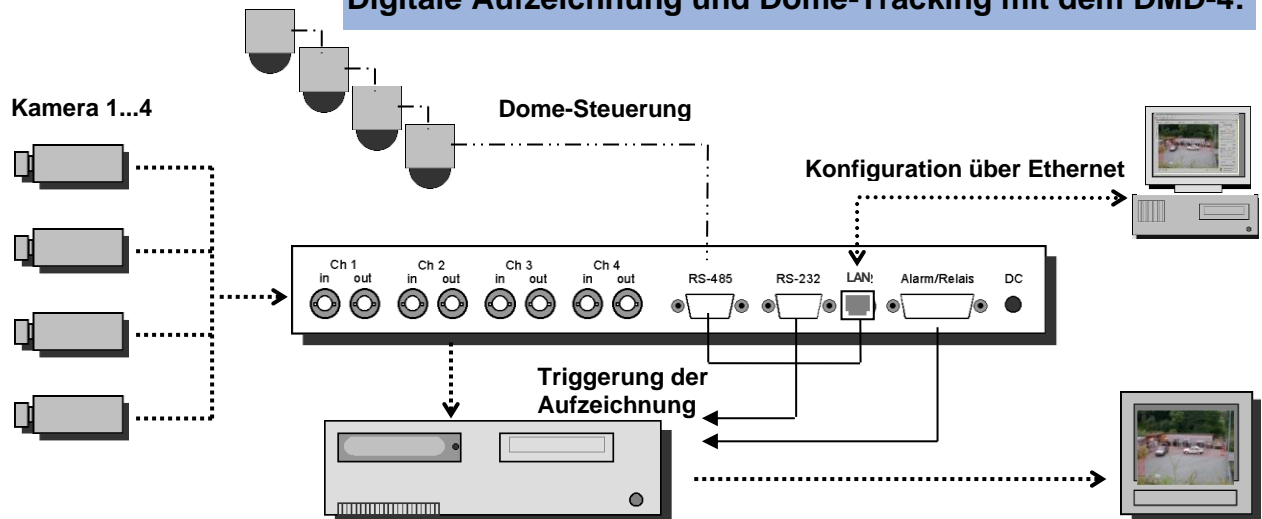 Digitale Aufzeichnung und Dome-Tracking mit dem DMD-4:
Kamera 1...4
Dome-Steuerung
Konfiguration über Ethernet
Ch 1
in out
Ch 2
in out
Ch 3
in out
Ch 4
in out
RS-485
RS-232
LAN
Alarm/Relais
DC
Triggerung der
Aufzeichnung